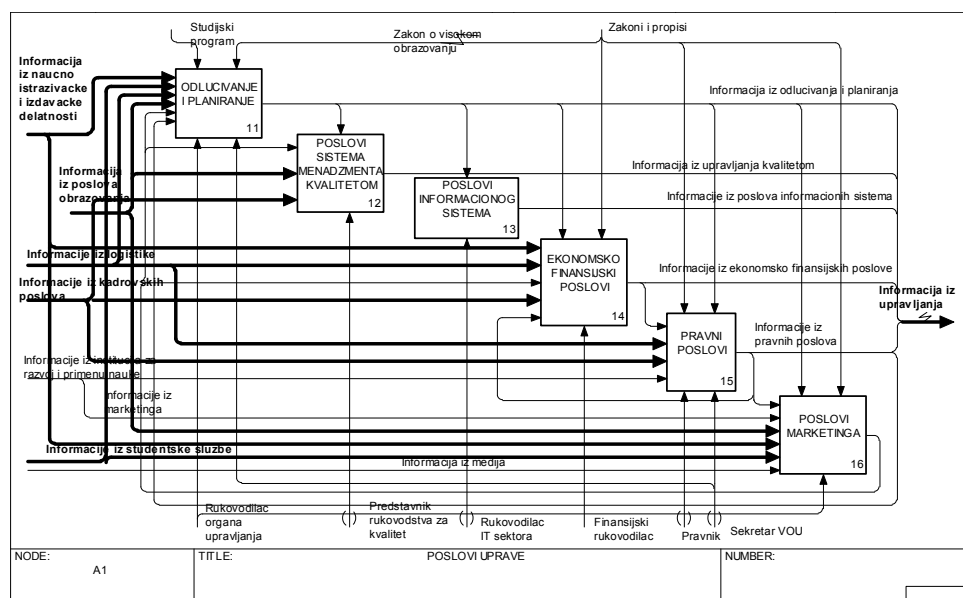 Studijski
program
Zakon o visokom
obrazovanju
Zakoni i propisi
Informacija
iz naucno
istrazivacke
i izdavacke
delatnosti
ODLUCIVANJE
I PLANIRANJE
11
Informacija iz odlucivanja i planiranja
POSLOVI
SISTEMA
MENADZMENTA
KVALITETOM
12
Informacija iz upravljanja kvalitetom
Informacija
iz poslova
obrazovanja
POSLOVI
INFORMACIONOG
SISTEMA
13
Informacije iz poslova informacionih sistema
Informacije iz logistike
EKONOMSKO
FINANSIJSKI
POSLOVI
14
Informacije iz ekonomsko finansijskih poslove
Informacije iz kadrovskih
poslova
Informacija iz
upravljanja
PRAVNI
POSLOVI
15
Informacije iz
pravnih poslova
Informacije iz instituta za
razvoj i primenu nauke
Informacije iz
marketinga
POSLOVI
MARKETINGA
16
Informacije iz studentske sluzbe
Informacija iz medija
Rukovodilac
organa
upravljanja
Predstavnik
rukovodstva za
kvalitet
Rukovodilac
IT sektora
Finansijski
rukovodilac
Pravnik
Sekretar VOU
NODE:
A1
TITLE:
POSLOVI UPRAVE
NUMBER: